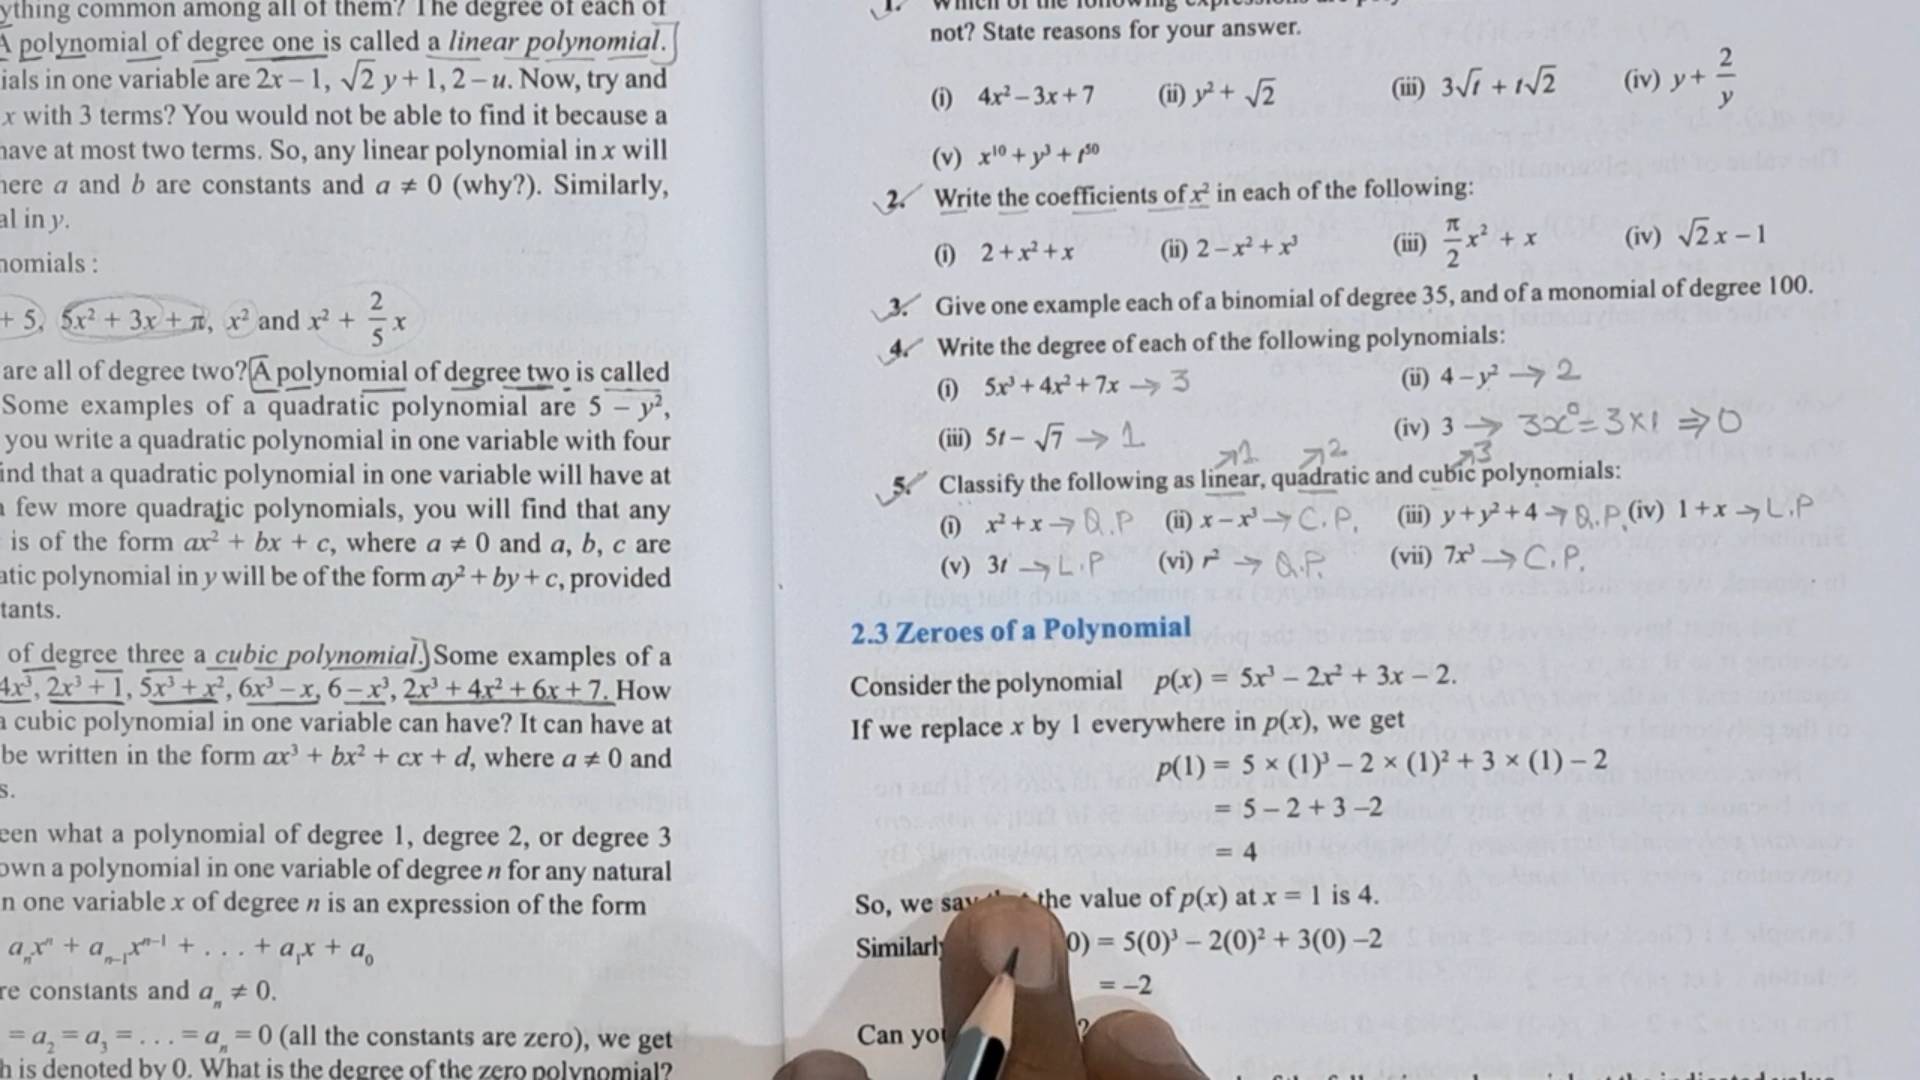 ything common among all of them? The degree of each of
A polynomial of degree one is called a linear polynomial.
ials in one variable are 2x – 1, √2 y + 1, 2 – u. Now, try and
x with 3 terms? You would not be able to find it because a
have at most two terms. So, any linear polynomial in x will
here a and b are constants and a ≠ 0 (why?). Similarly,
al in y.
nomials :
+ 5, 5x² + 3x + π, x² and x² + 2/5 x
are all of degree two? A polynomial of degree two is called
Some examples of a quadratic polynomial are 5 – y²,
you write a quadratic polynomial in one variable with four
ind that a quadratic polynomial in one variable will have at
a few more quadratic polynomials, you will find that any
is of the form ax² + bx + c, where a ≠ 0 and a, b, c are
atic polynomial in y will be of the form ay² + by + c, provided
tants.
of degree three a cubic polynomial. Some examples of a
4x³, 2x³ + 1, 5x³ + x², 6x³ – x, 6 – x³, 2x³ + 4x² + 6x + 7. How
a cubic polynomial in one variable can have? It can have at
be written in the form ax³ + bx² + cx + d, where a ≠ 0 and
s.
een what a polynomial of degree 1, degree 2, or degree 3
own a polynomial in one variable of degree n for any natural
n one variable x of degree n is an expression of the form
aₙxⁿ + aₙ₋₁xⁿ⁻¹ + . . . + a₁x + a₀
re constants and aₙ ≠ 0.
= a₂ = a₃ = . . . = aₙ = 0 (all the constants are zero), we get
h is denoted by 0. What is the degree of the zero polynomial?
1. Which of the following expressions are
not? State reasons for your answer.
(i) 4x² – 3x + 7 (ii) y² + √2 (iii) 3√t + t√2 (iv) y + 2/y
(v) x¹⁰ + y³ + t⁵⁰
2. Write the coefficients of x² in each of the following:
(i) 2 + x² + x (ii) 2 – x² + x³ (iii) π/2 x² + x (iv) √2 x – 1
3. Give one example each of a binomial of degree 35, and of a monomial of degree 100.
4. Write the degree of each of the following polynomials:
(i) 5x³ + 4x² + 7x → 3 (ii) 4 – y² → 2
(iii) 5t – √7 → 1 (iv) 3 → 3x⁰ = 3×1 ⇒ 0
→1 →2 →3
5. Classify the following as linear, quadratic and cubic polynomials:
(i) x² + x → Q.P (ii) x – x³ → C.P. (iii) y + y² + 4 → Q.P. (iv) 1 + x → L.P
(v) 3t → L.P (vi) r² → Q.P. (vii) 7x³ → C.P.
2.3 Zeroes of a Polynomial
Consider the polynomial p(x) = 5x³ – 2x² + 3x – 2.
If we replace x by 1 everywhere in p(x), we get
p(1) = 5 × (1)³ – 2 × (1)² + 3 × (1) – 2
= 5 – 2 + 3 –2
= 4
So, we say the value of p(x) at x = 1 is 4.
Similarly 0) = 5(0)³ – 2(0)² + 3(0) –2
= –2
Can you ?